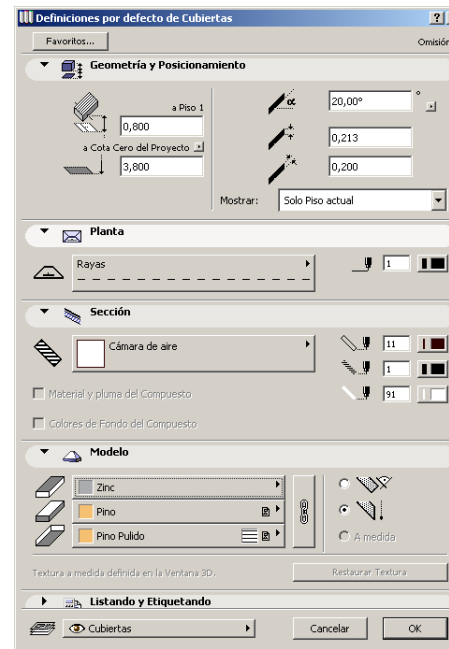 Definiciones por defecto de Cubiertas
Favoritos...
Omisión
Geometría y Posicionamiento
a Piso 1
0,800
a Cota Cero del Proyecto
3,800
α
20,00°
°
0,213
0,200
Mostrar:
Solo Piso actual
Planta
Rayas
1
Sección
Cámara de aire
11
1
91
Material y pluma del Compuesto
Colores de Fondo del Compuesto
Modelo
Zinc
Pino
Pino Pulido
A medida
Textura a medida definida en la Ventana 3D.
Restaurar Textura
Listando y Etiquetando
Cubiertas
Cancelar
OK